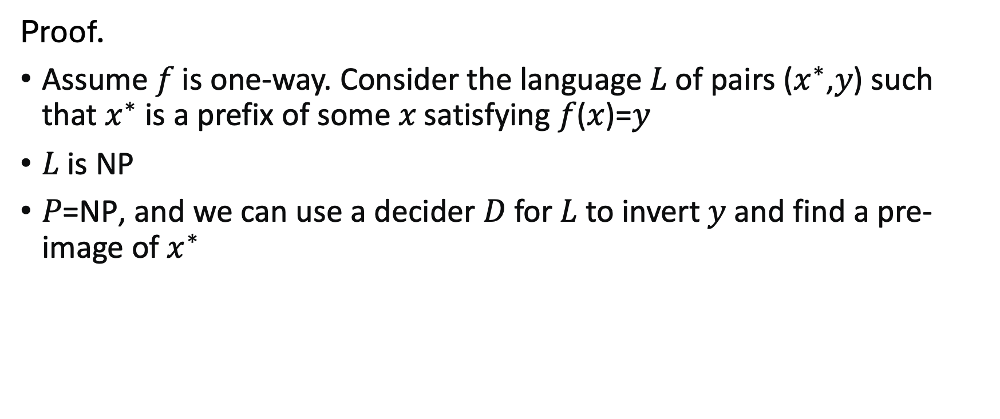 Proof.
• Assume f is one-way. Consider the language L of pairs (x*,y) such
that x* is a prefix of some x satisfying f(x)=y
• L is NP
• P=NP, and we can use a decider D for L to invert y and find a pre-
image of x*